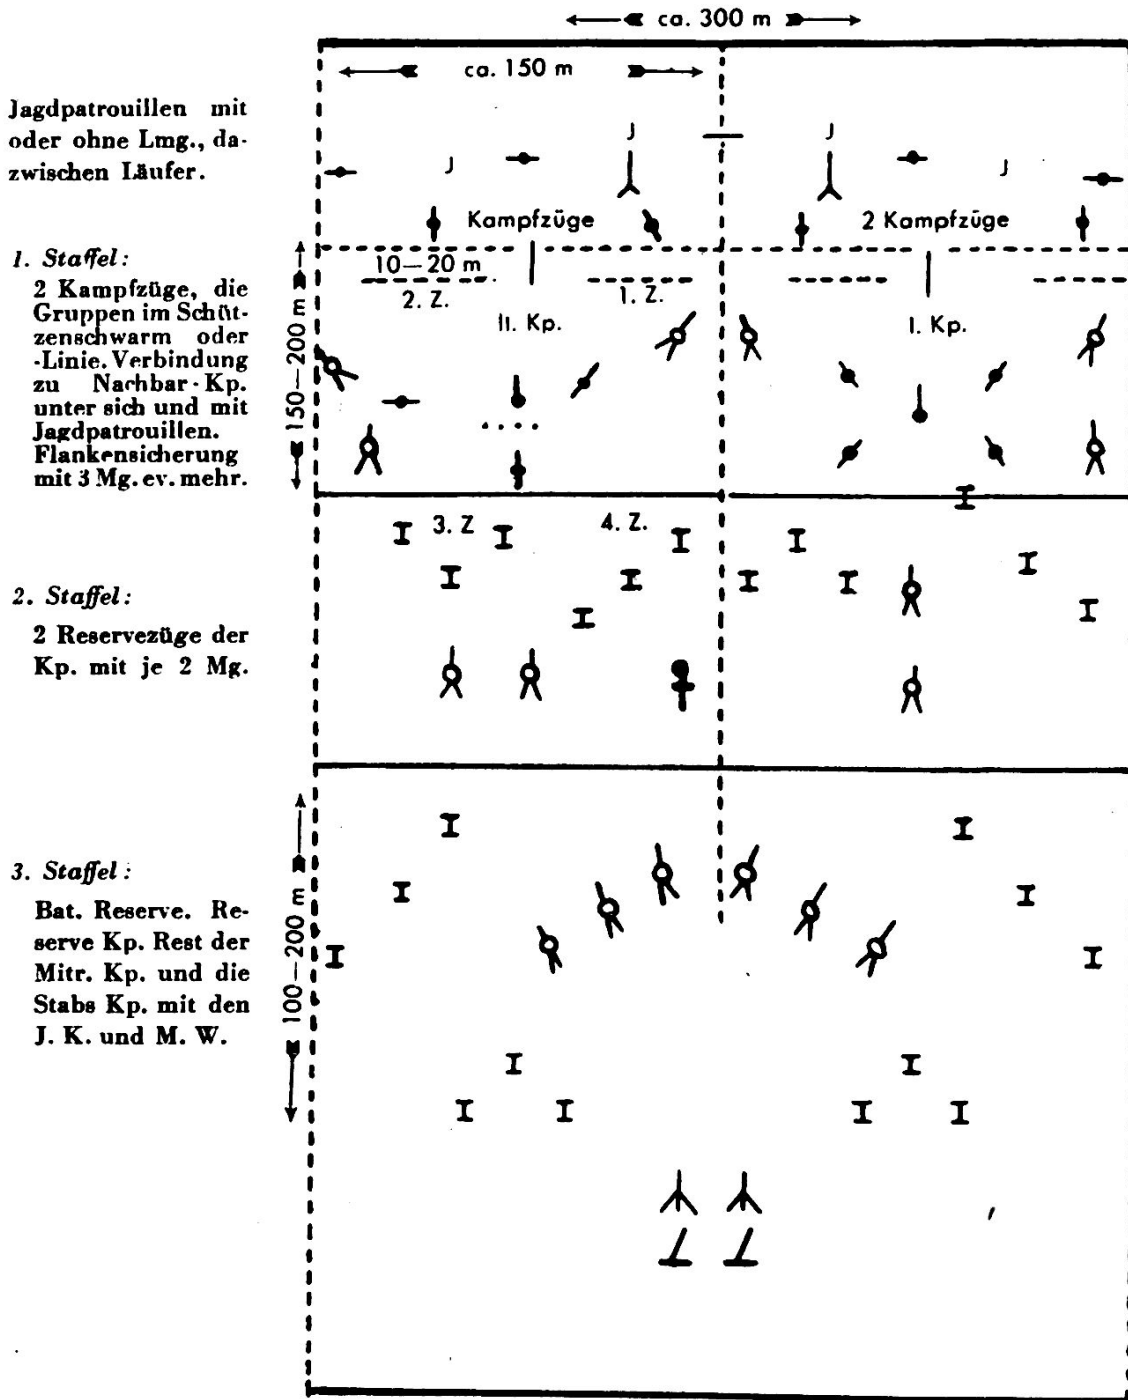 ca. 300 m
ca. 150 m
Jagdpatrouillen mit
oder ohne Lmg., da-
zwischen Läufer.
J
J
J
J
Kampfzüge
2 Kampfzüge
1. Staffel:
2 Kampfzüge, die
Gruppen im Schüt-
zenschwarm oder
-Linie. Verbindung
zu Nachbar-Kp.
unter sich und mit
Jagdpatrouillen.
Flankensicherung
mit 3 Mg. ev. mehr.
150–200 m
10–20 m
2. Z.
1. Z.
II. Kp.
I. Kp.
3. Z
4. Z.
2. Staffel:
2 Reservezüge der
Kp. mit je 2 Mg.
3. Staffel:
Bat. Reserve. Re-
serve Kp. Rest der
Mitr. Kp. und die
Stabs Kp. mit den
J. K. und M. W.
100–200 m